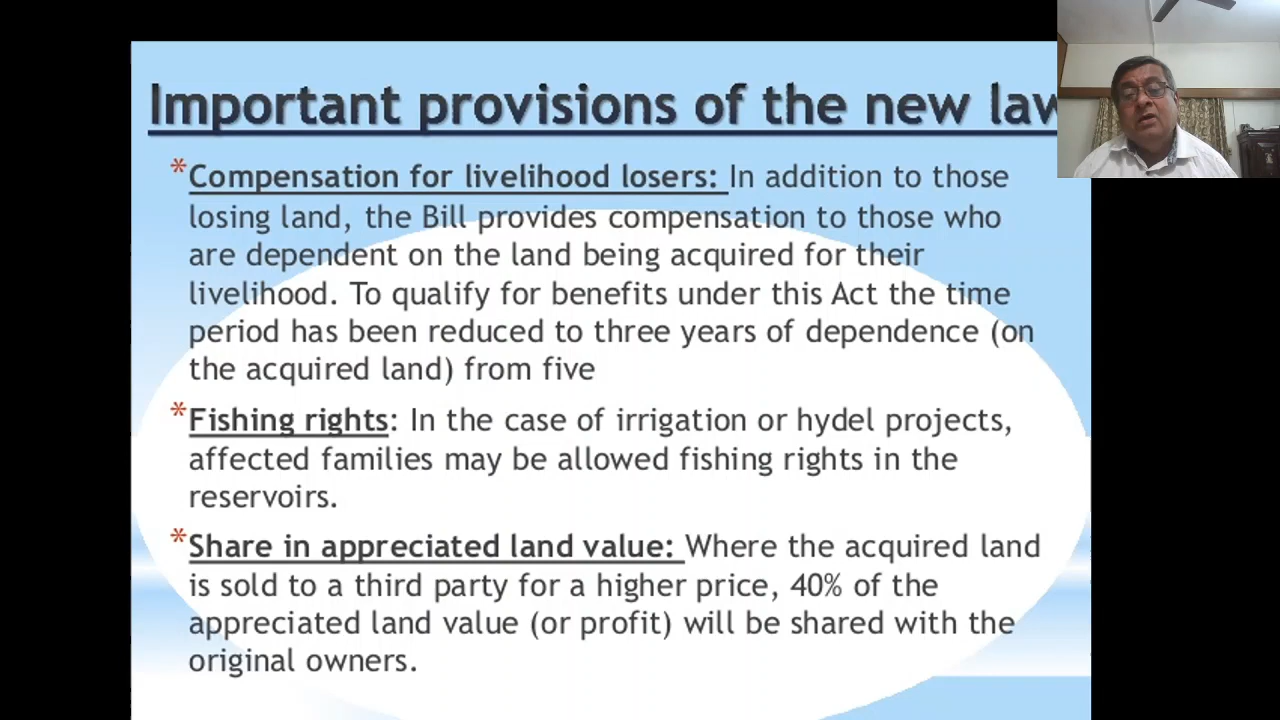 Important provisions of the new law
*Compensation for livelihood losers: In addition to those
losing land, the Bill provides compensation to those who
are dependent on the land being acquired for their
livelihood. To qualify for benefits under this Act the time
period has been reduced to three years of dependence (on
the acquired land) from five
*Fishing rights: In the case of irrigation or hydel projects,
affected families may be allowed fishing rights in the
reservoirs.
*Share in appreciated land value: Where the acquired land
is sold to a third party for a higher price, 40% of the
appreciated land value (or profit) will be shared with the
original owners.